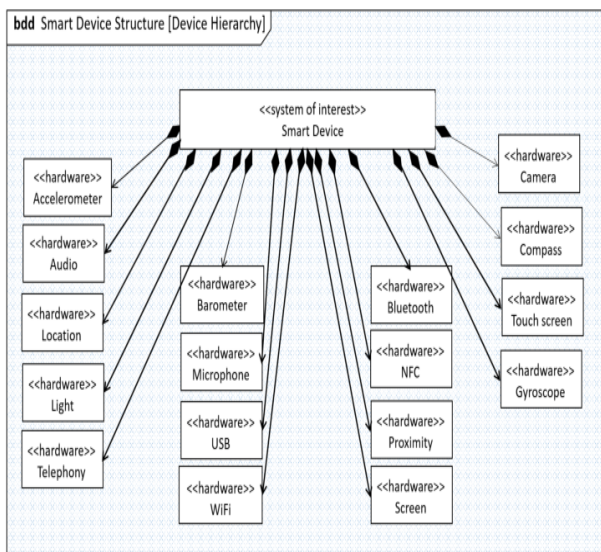 bdd Smart Device Structure [Device Hierarchy]
<<system of interest>>
Smart Device
<<hardware>>
Accelerometer
<<hardware>>
Audio
<<hardware>>
Location
<<hardware>>
Light
<<hardware>>
Telephony
<<hardware>>
Barometer
<<hardware>>
Microphone
<<hardware>>
USB
<<hardware>>
WiFi
<<hardware>>
Bluetooth
<<hardware>>
NFC
<<hardware>>
Proximity
<<hardware>>
Screen
<<hardware>>
Camera
<<hardware>>
Compass
<<hardware>>
Touch screen
<<hardware>>
Gyroscope